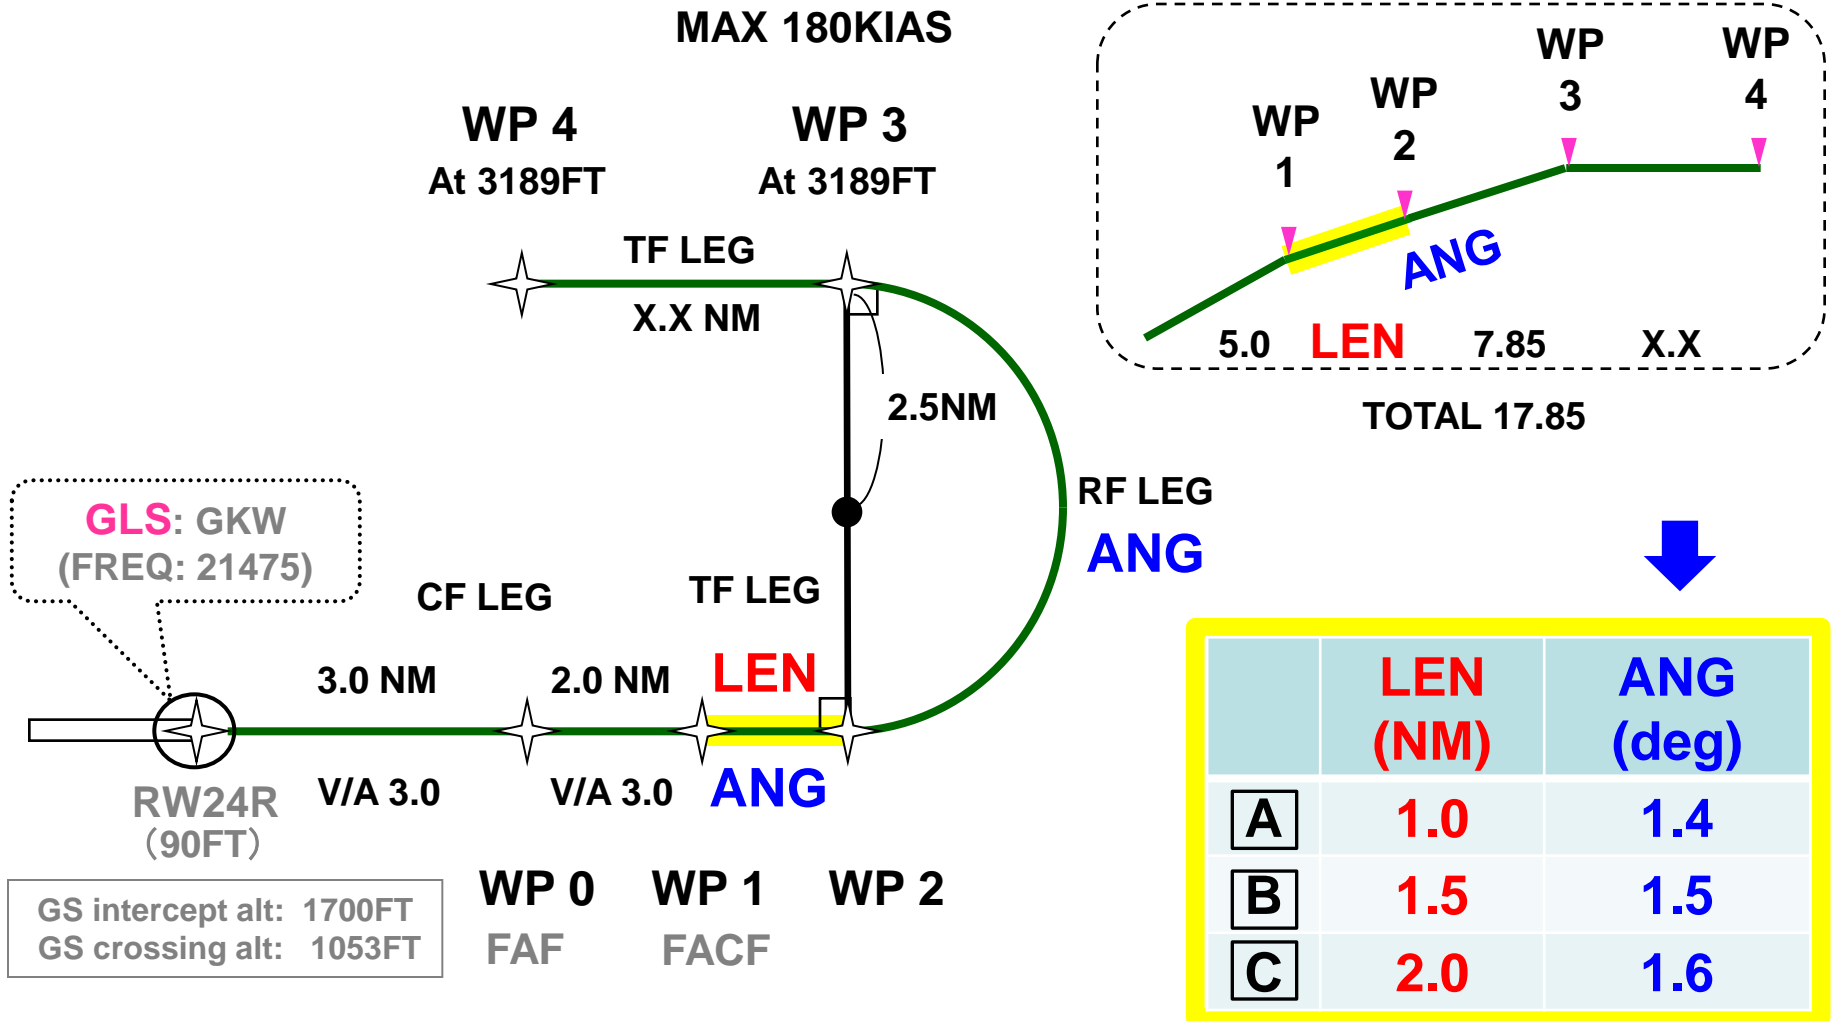 MAX 180KIAS
WP 4
At 3189FT
WP 3
At 3189FT
TF LEG
X.X NM
2.5NM
RF LEG
ANG
GLS: GKW
(FREQ: 21475)
CF LEG
TF LEG
3.0 NM
2.0 NM
LEN
V/A 3.0
V/A 3.0
ANG
RW24R
(90FT)
GS intercept alt: 1700FT
GS crossing alt: 1053FT
WP 0
FAF
WP 1
FACF
WP 2
WP
1
WP
2
WP
3
WP
4
ANG
5.0 LEN 7.85 X.X
TOTAL 17.85
LEN
(NM)
ANG
(deg)
A 1.0 1.4
B 1.5 1.5
C 2.0 1.6